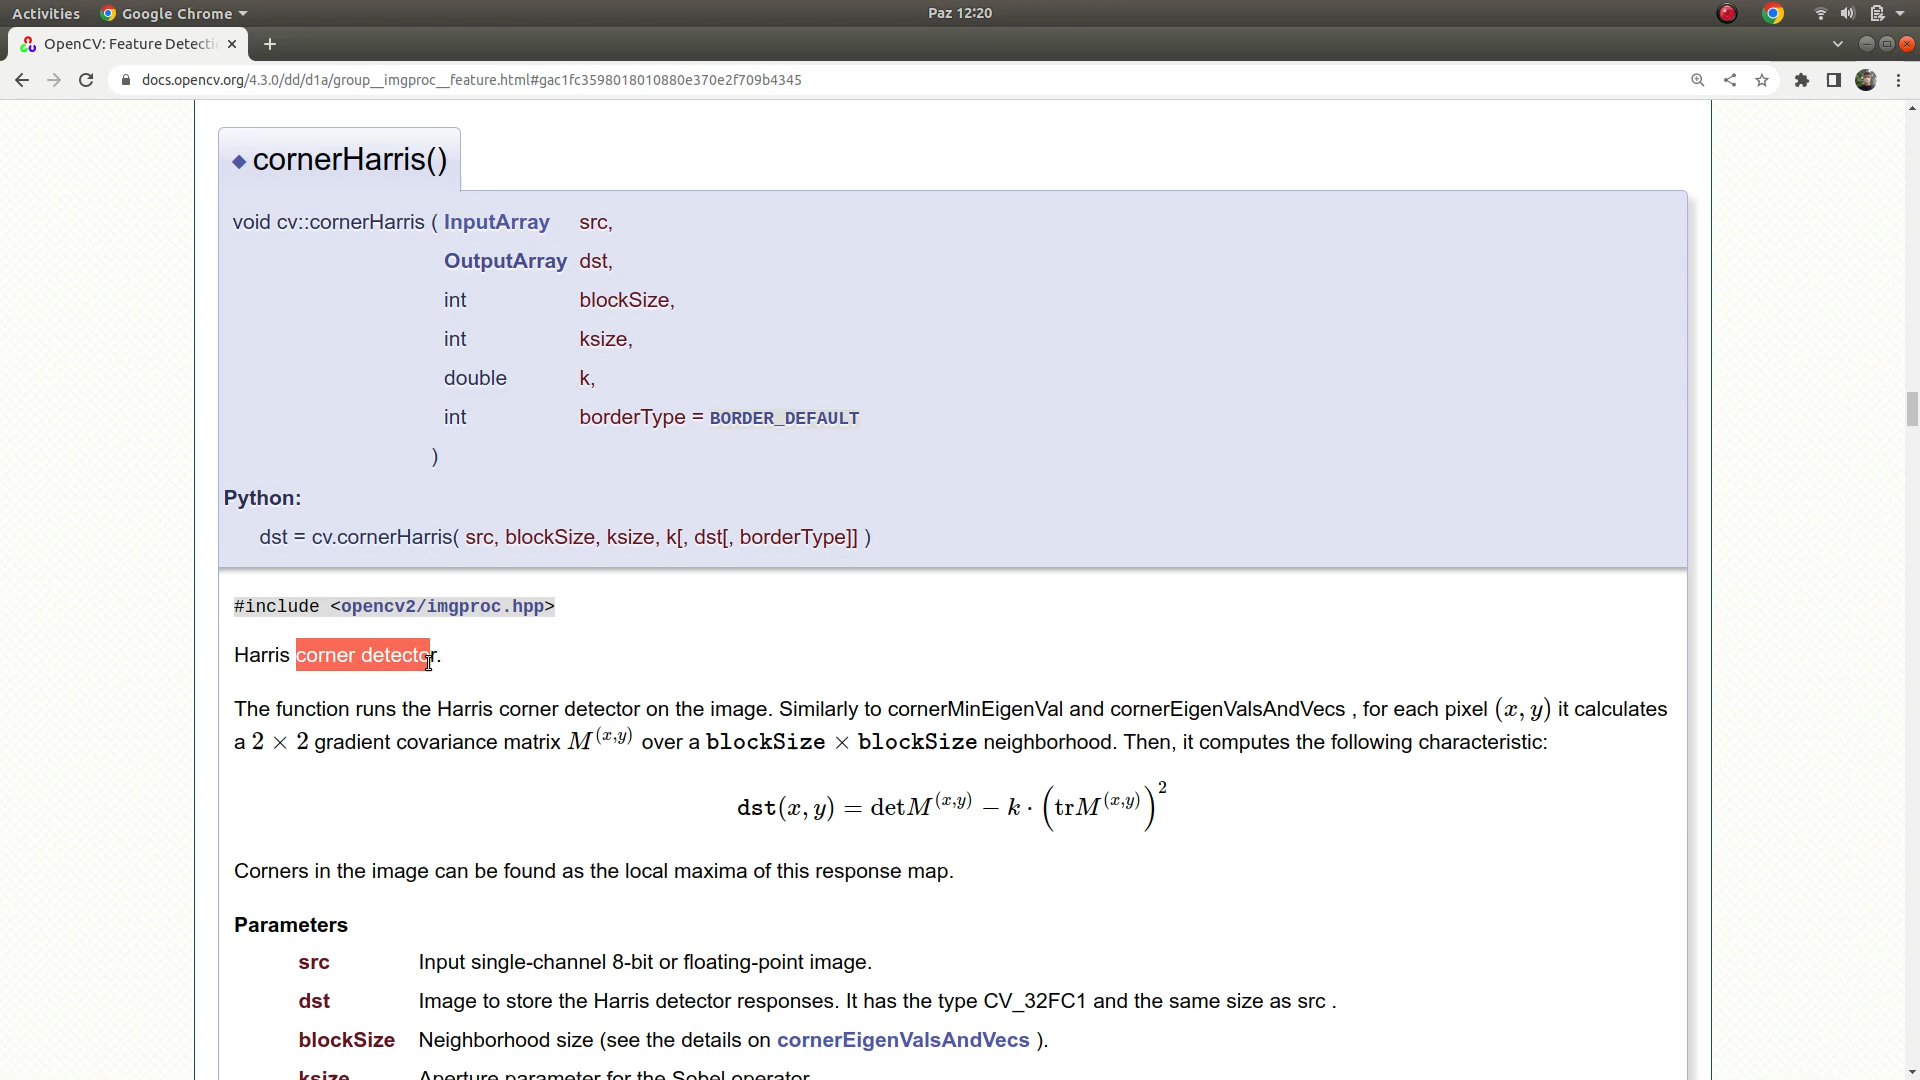 Activities Google Chrome Paz 12:20
OpenCV: Feature Detecti
docs.opencv.org/4.3.0/dd/d1a/group__imgproc__feature.html#gac1fc3598018010880e370e2f709b4345
◆ cornerHarris()
void cv::cornerHarris ( InputArray src,
OutputArray dst,
int blockSize,
int ksize,
double k,
int borderType = BORDER_DEFAULT
)
Python:
dst = cv.cornerHarris( src, blockSize, ksize, k[, dst[, borderType]] )
#include <opencv2/imgproc.hpp>
Harris corner detector.
The function runs the Harris corner detector on the image. Similarly to cornerMinEigenVal and cornerEigenValsAndVecs , for each pixel (x, y) it calculates
a 2 × 2 gradient covariance matrix M^(x,y) over a blockSize × blockSize neighborhood. Then, it computes the following characteristic:
dst(x, y) = detM^(x,y) − k · (trM^(x,y))^2
Corners in the image can be found as the local maxima of this response map.
Parameters
src Input single-channel 8-bit or floating-point image.
dst Image to store the Harris detector responses. It has the type CV_32FC1 and the same size as src .
blockSize Neighborhood size (see the details on cornerEigenValsAndVecs ).
ksize Aperture parameter for the Sobel operator.